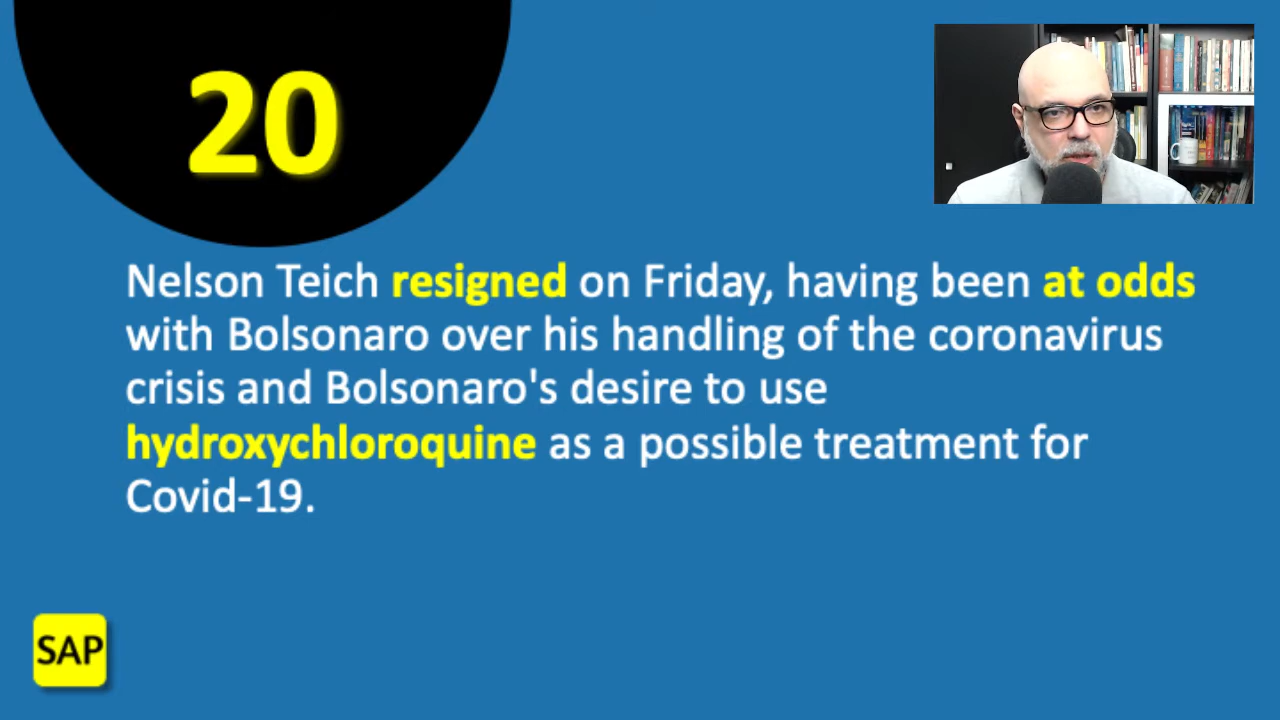 20
Nelson Teich resigned on Friday, having been at odds
with Bolsonaro over his handling of the coronavirus
crisis and Bolsonaro's desire to use
hydroxychloroquine as a possible treatment for
Covid-19.
SAP